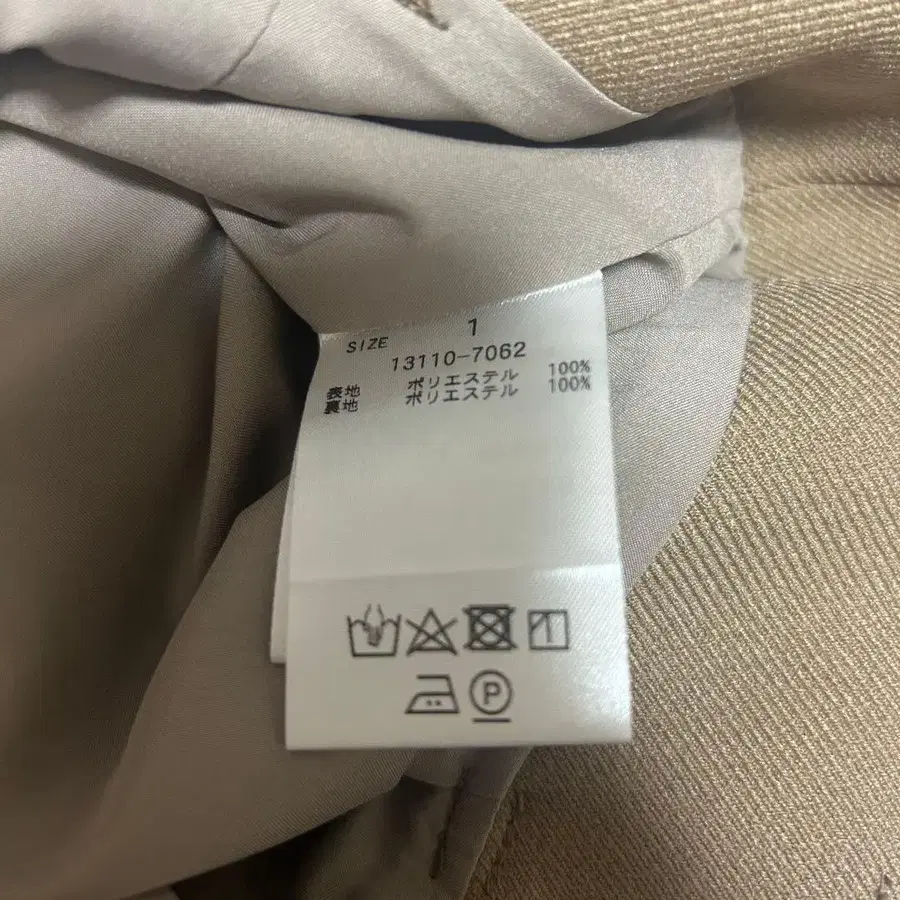 SIZE 1
13110-7062
表地 ポリエステル 100%
裏地 ポリエステル 100%
P